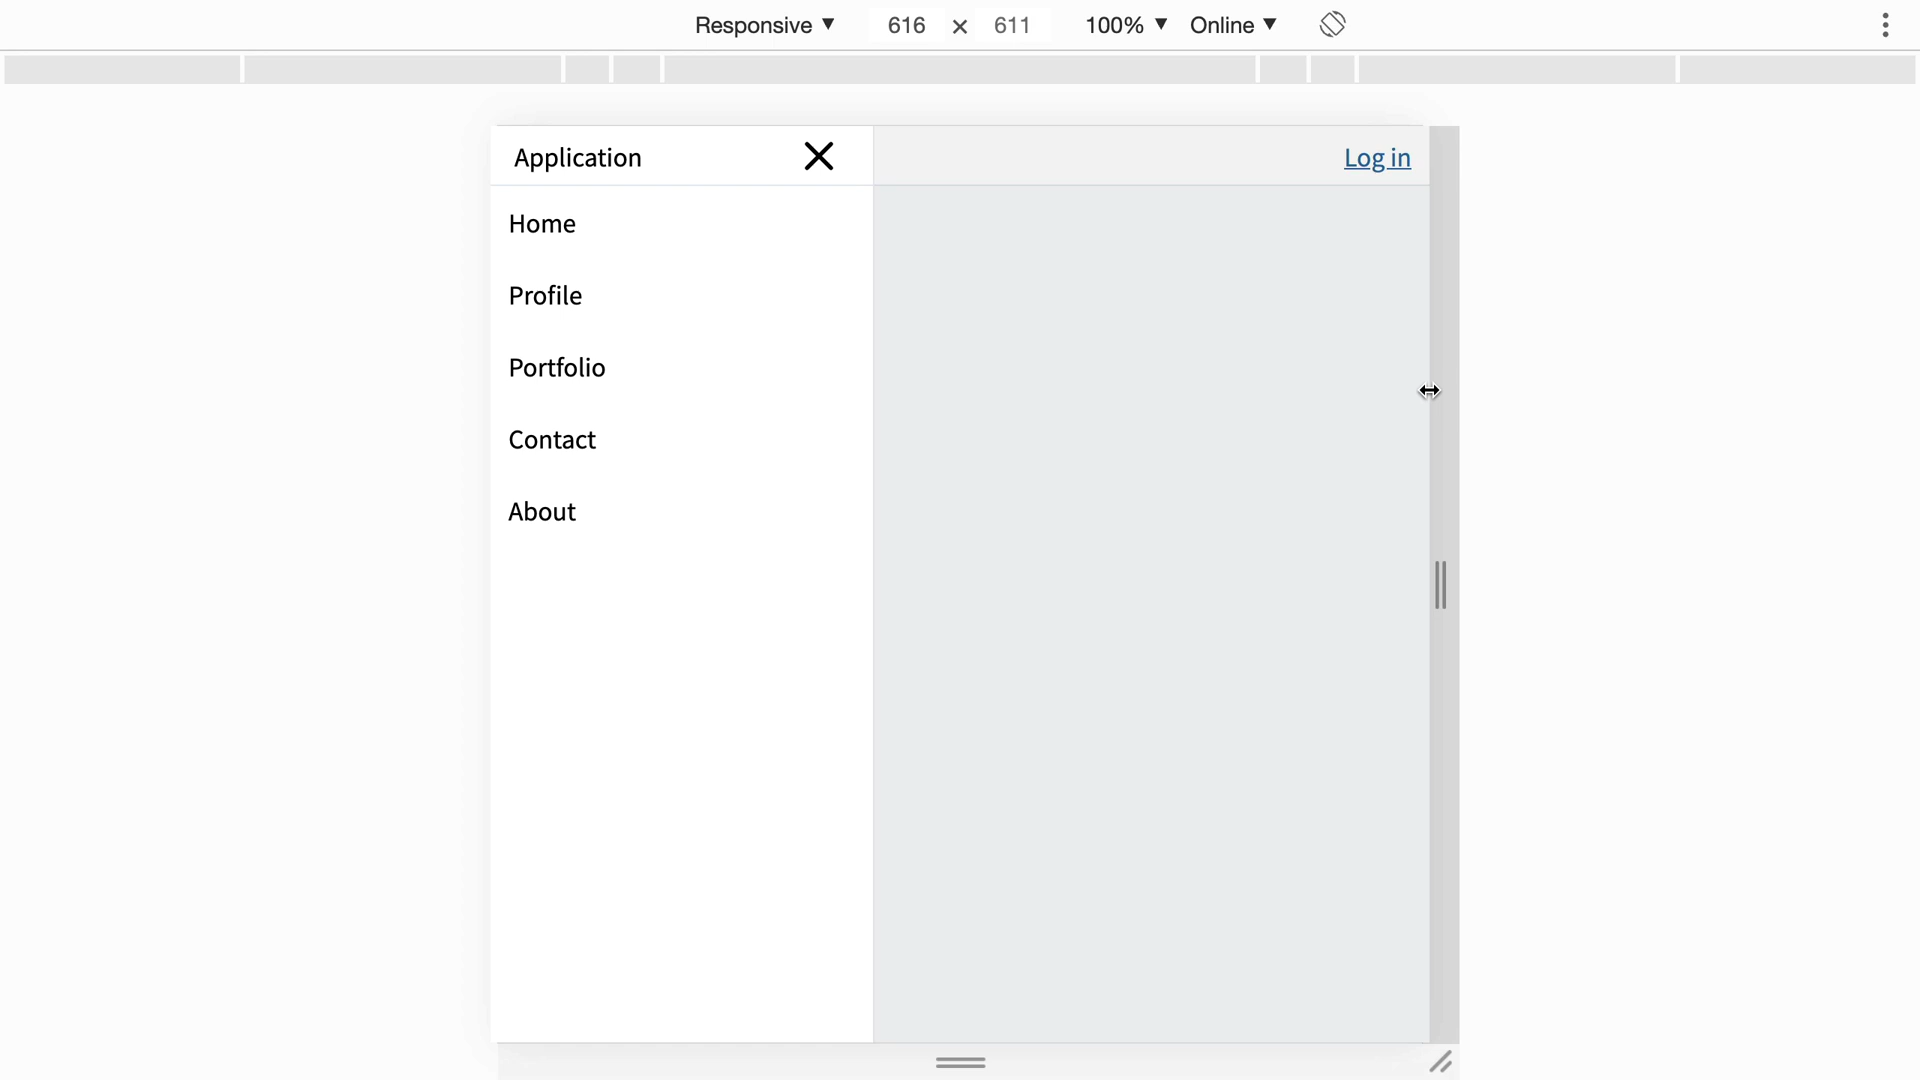 Responsive ▼ 616 × 611 100% ▼ Online ▼
Application Log in
Home
Profile
Portfolio
Contact
About